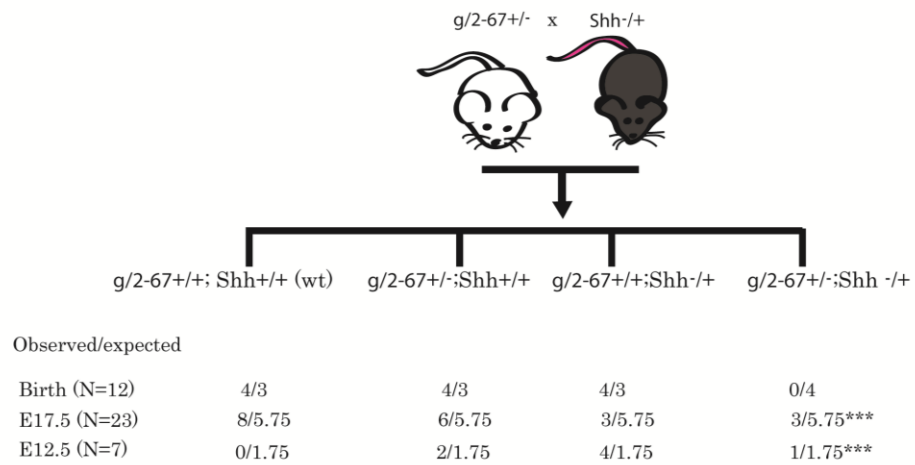 g/2-67+/- x Shh-/+
g/2-67+/+; Shh+/+ (wt) g/2-67+/-;Shh+/+ g/2-67+/+;Shh-/+ g/2-67+/-;Shh -/+
Observed/expected
Birth (N=12) 4/3 4/3 4/3 0/4
E17.5 (N=23) 8/5.75 6/5.75 3/5.75 3/5.75***
E12.5 (N=7) 0/1.75 2/1.75 4/1.75 1/1.75***